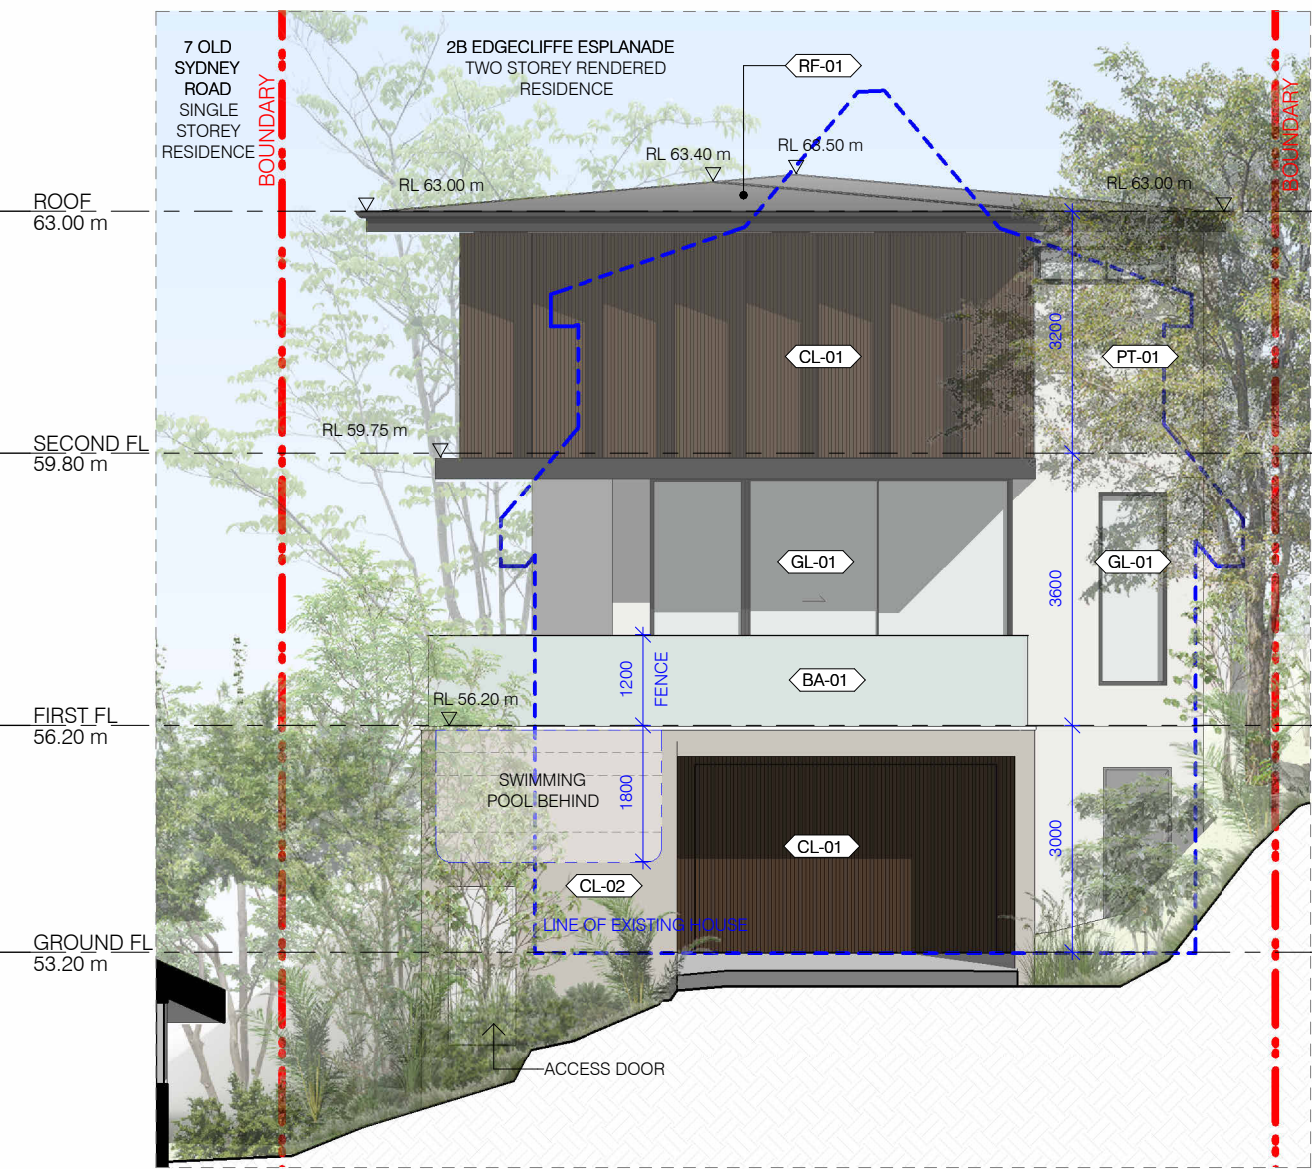 7 OLD
SYDNEY
ROAD
SINGLE
STOREY
RESIDENCE
BOUNDARY
2B EDGECLIFFE ESPLANADE
TWO STOREY RENDERED
RESIDENCE
RF-01
BOUNDARY
RL 63.40 m
RL 63.50 m
RL 63.00 m
RL 63.00 m
ROOF
63.00 m
3200
CL-01
PT-01
RL 59.75 m
SECOND FL
59.80 m
GL-01
GL-01
3600
1200
FENCE
BA-01
RL 56.20 m
FIRST FL
56.20 m
SWIMMING
POOL BEHIND
1800
3000
CL-01
CL-02
LINE OF EXISTING HOUSE
GROUND FL
53.20 m
ACCESS DOOR